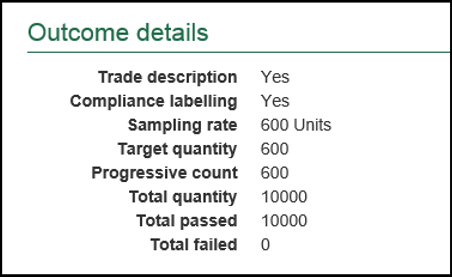 Outcome details
Trade description Yes
Compliance labelling Yes
Sampling rate 600 Units
Target quantity 600
Progressive count 600
Total quantity 10000
Total passed 10000
Total failed 0